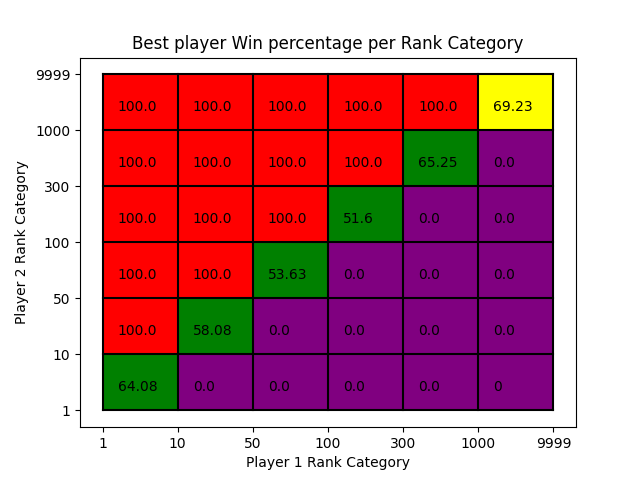 Best player Win percentage per Rank Category
9999
100.0 100.0 100.0 100.0 100.0 69.23
1000
100.0 100.0 100.0 100.0 65.25 0.0
300
100.0 100.0 100.0 51.6 0.0 0.0
100
100.0 100.0 53.63 0.0 0.0 0.0
50
100.0 58.08 0.0 0.0 0.0 0.0
10
64.08 0.0 0.0 0.0 0.0 0
1
1 10 50 100 300 1000 9999
Player 1 Rank Category
Player 2 Rank Category